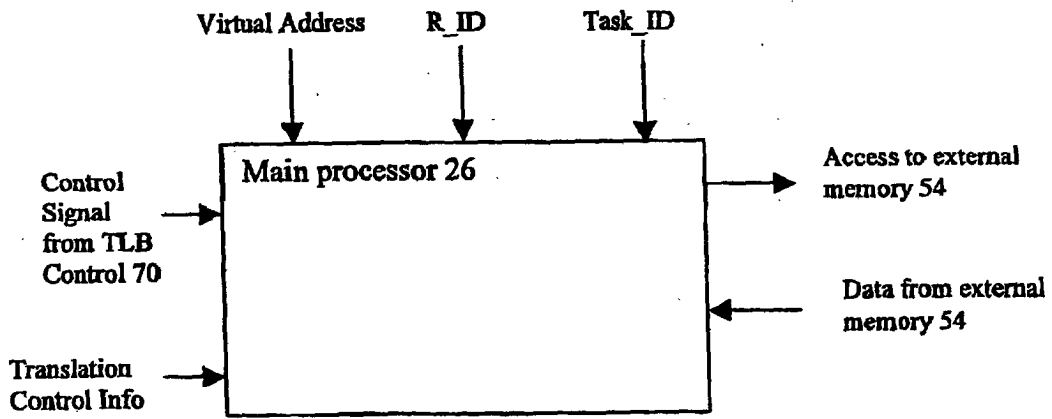 Virtual Address R_ID Task_ID
Main processor 26
Control
Signal
from TLB
Control 70
Translation
Control Info
Access to external
memory 54
Data from external
memory 54